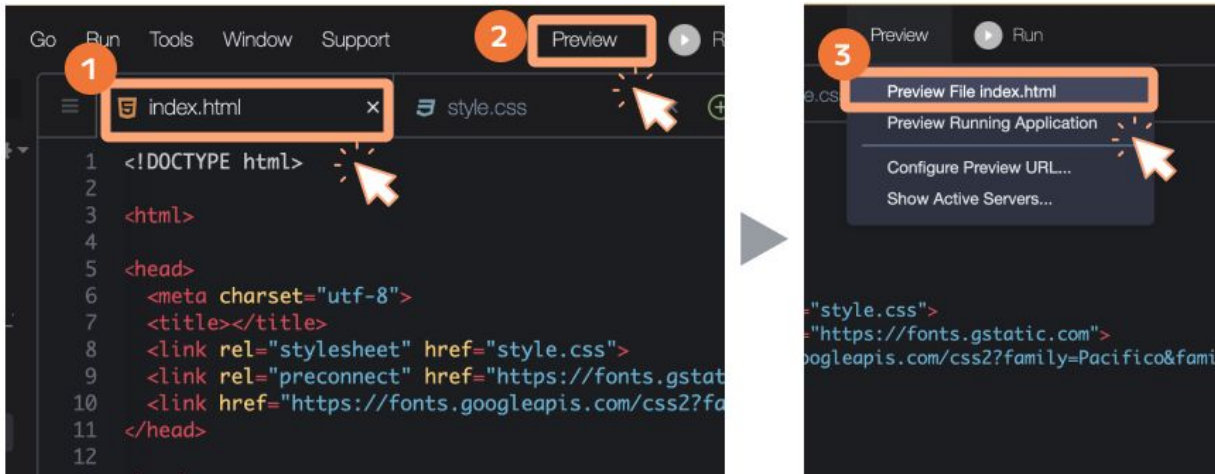 Go Run Tools Window Support 2 Preview R
1
index.html × style.css
1 <!DOCTYPE html>
2
3 <html>
4
5 <head>
6 <meta charset="utf-8">
7 <title></title>
8 <link rel="stylesheet" href="style.css">
9 <link rel="preconnect" href="https://fonts.gstat
10 <link href="https://fonts.googleapis.com/css2?fa
11 </head>
12
3 Preview Run
e.cs
Preview File index.html
Preview Running Application
Configure Preview URL...
Show Active Servers...
="style.css">
="https://fonts.gstatic.com">
oogleapis.com/css2?family=Pacifico&fami